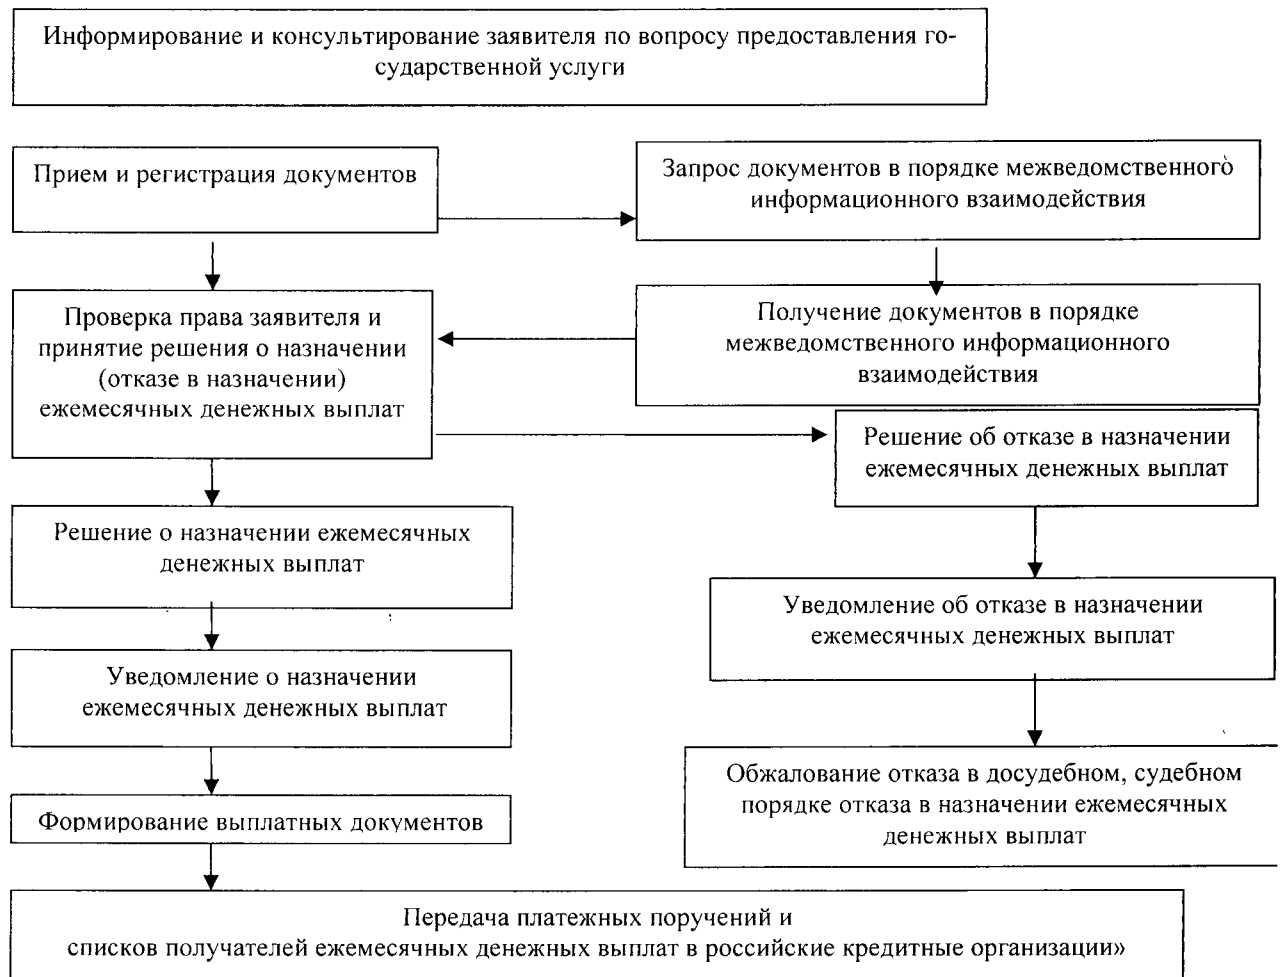 Информирование и консультирование заявителя по вопросу предоставления го-
сударственной услуги
Прием и регистрация документов
Запрос документов в порядке межведомственного
информационного взаимодействия
Проверка права заявителя и
принятие решения о назначении
(отказе в назначении)
ежемесячных денежных выплат
Получение документов в порядке
межведомственного информационного
взаимодействия
Решение об отказе в назначении
ежемесячных денежных выплат
Решение о назначении ежемесячных
денежных выплат
Уведомление об отказе в назначении
ежемесячных денежных выплат
Уведомление о назначении
ежемесячных денежных выплат
Обжалование отказа в досудебном, судебном
порядке отказа в назначении ежемесячных
денежных выплат
Формирование выплатных документов
Передача платежных поручений и
списков получателей ежемесячных денежных выплат в российские кредитные организации»